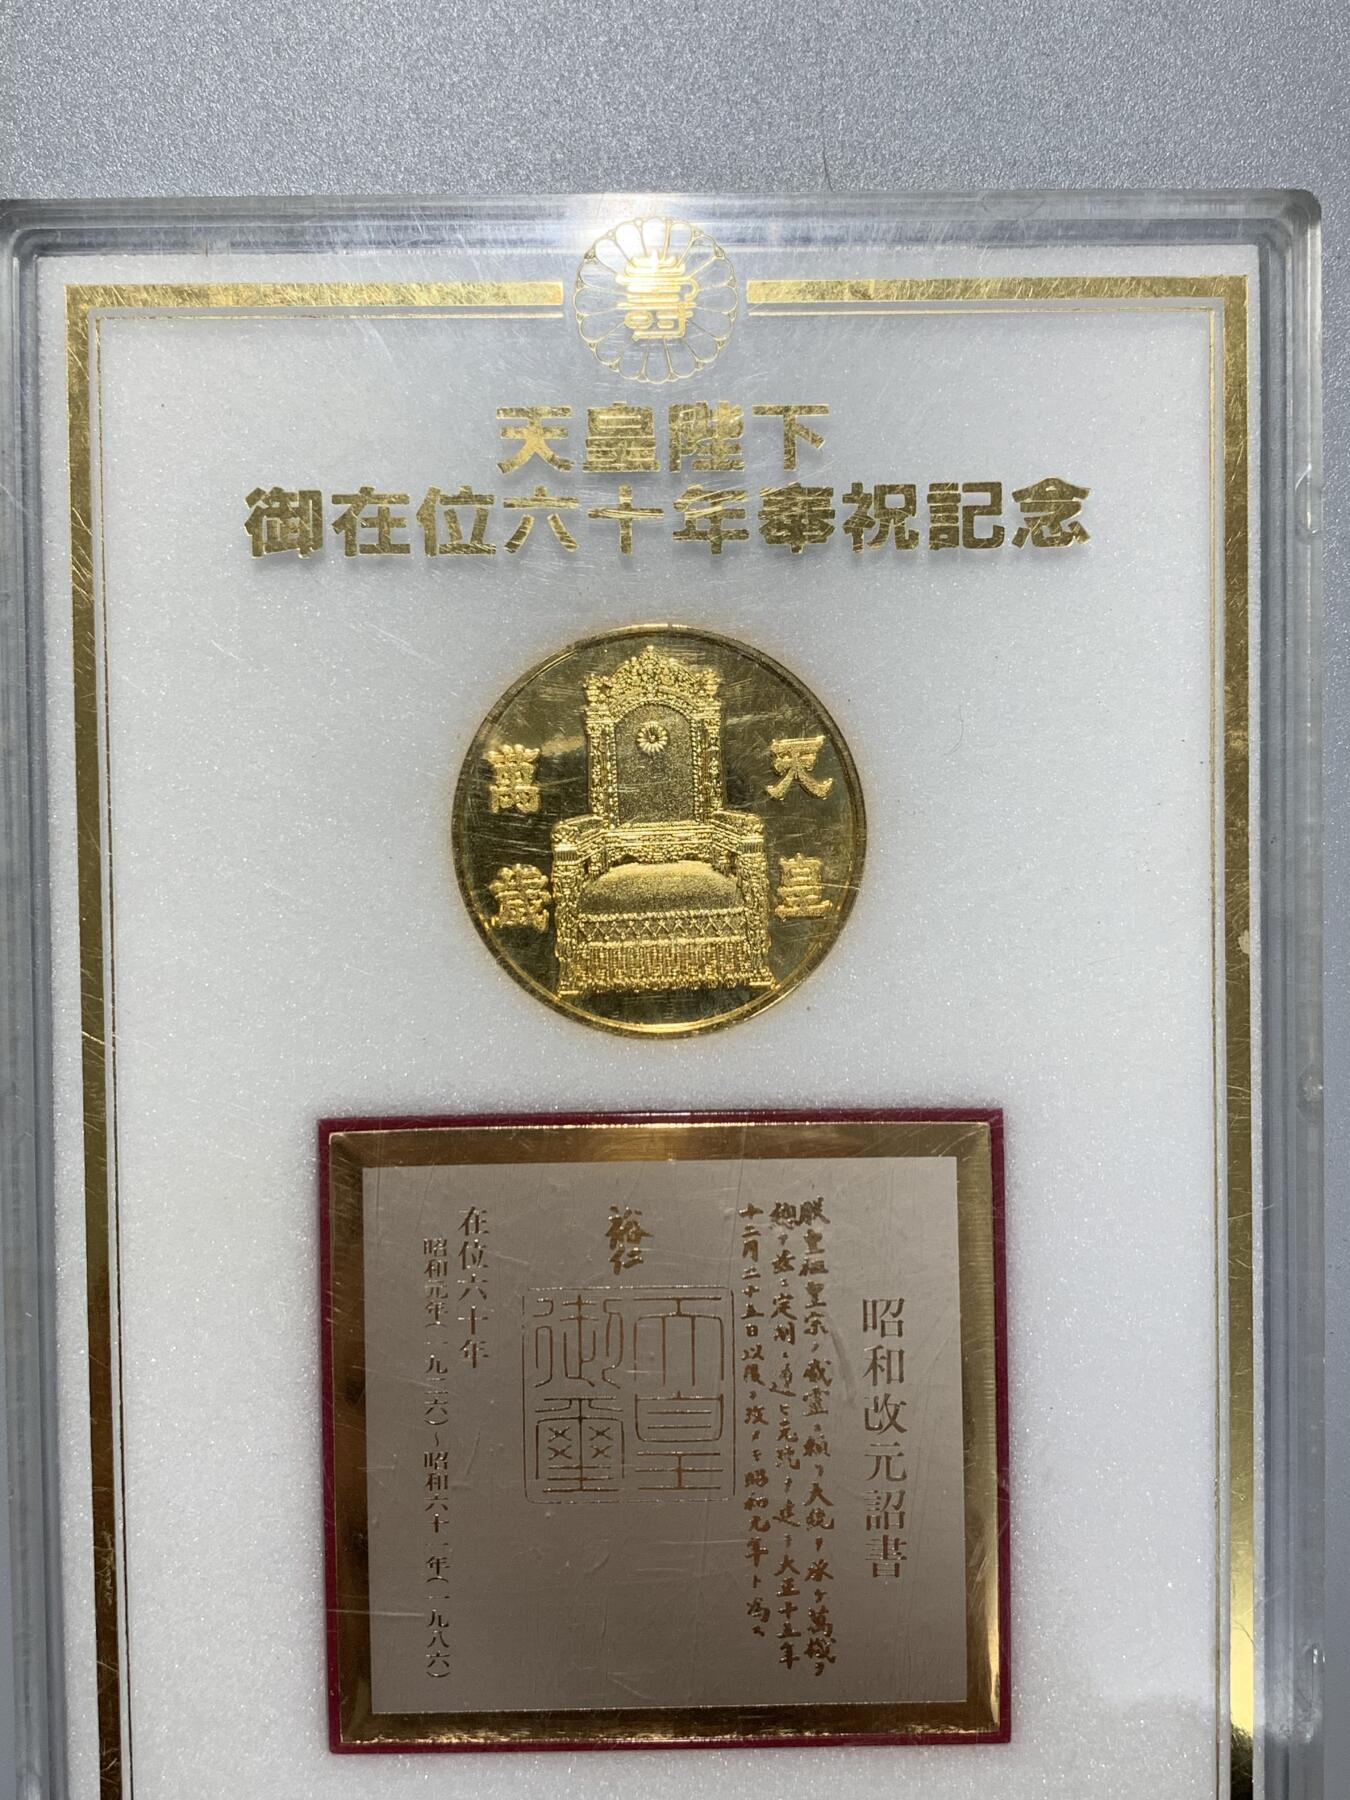 壽
天皇陛下
御在位六十年奉祝記念
天皇
萬歳
昭和改元詔書
朕皇祖皇宗ノ威靈ニ頼リ大統ヲ承ケ萬機ヲ
總フ茲ニ定制ニ遵ヒ元號ヲ建テ大正十五年
十二月二十五日以後ヲ改メテ昭和元年ト為ス
裕仁
天皇
御璽
在位六十年
昭和元年(一九二六)~昭和六十一年(一九八六)